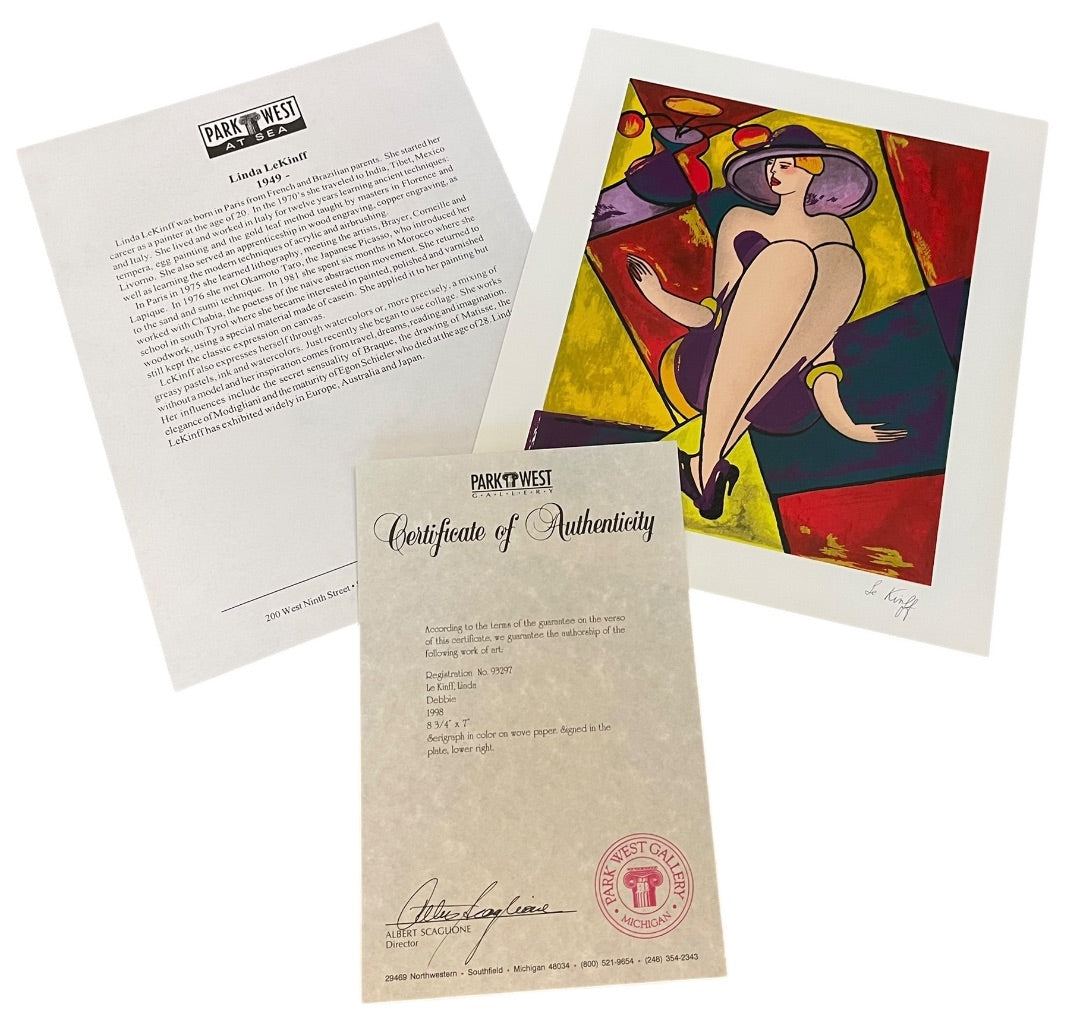 PARK WEST
AT SEA
Linda LeKinff
1949 -
Linda LeKinff was born in Paris from French and Brazilian parents. She started her
career as a painter at the age of 20. In the 1970's she traveled to India, Tibet, Mexico
and Italy. She lived and worked in Italy for twelve years learning ancient techniques:
tempera, egg painting and the gold leaf method taught by masters in Florence and
Livorno. She also served an apprenticeship in wood engraving, copper engraving, as
well as learning the modern techniques of acrylic and airbrushing.
In Paris in 1975 she learned lithography, meeting the artists, Brayer, Corneille and
Lapique. In 1976 she met Okamoto Taro, the Japanese Picasso, who introduced her
to the sand and sumi technique. In 1981 she spent six months in Morocco where she
worked with Chabia, the poetess of the naive abstraction movement. She returned to
school in south Tyrol where she became interested in painted, polished and varnished
woodwork, using a special material made of casein. She applied it to her painting but
still kept the classic expression on canvas.
LeKinff also expresses herself through watercolors or, more precisely, a mixing of
greasy pastels, ink and watercolors. Just recently she began to use collage. She works
without a model and her inspiration comes from travel, dreams, reading and imagination.
Her influences include the secret sensuality of Braque, the drawing of Matisse, the
elegance of Modigliani and the maturity of Egon Schieler who died at the age of 28. Lind
LeKinff has exhibited widely in Europe, Australia and Japan.
200 West Ninth Street •
Le Kinff
PARK WEST
G·A·L·L·E·R·Y
Certificate of Authenticity
According to the terms of the guarantee on the verso
of this certificate, we guarantee the authorship of the
following work of art:
Registration No. 93297
Le Kinff, Linda
Debbie
1998
8 3/4" x 7"
Serigraph in color on wove paper. Signed in the
plate, lower right.
Albert Scaglione
ALBERT SCAGLIONE
Director
PARK WEST GALLERY
• MICHIGAN •
29469 Northwestern • Southfield • Michigan 48034 • (800) 521-9654 • (248) 354-2343